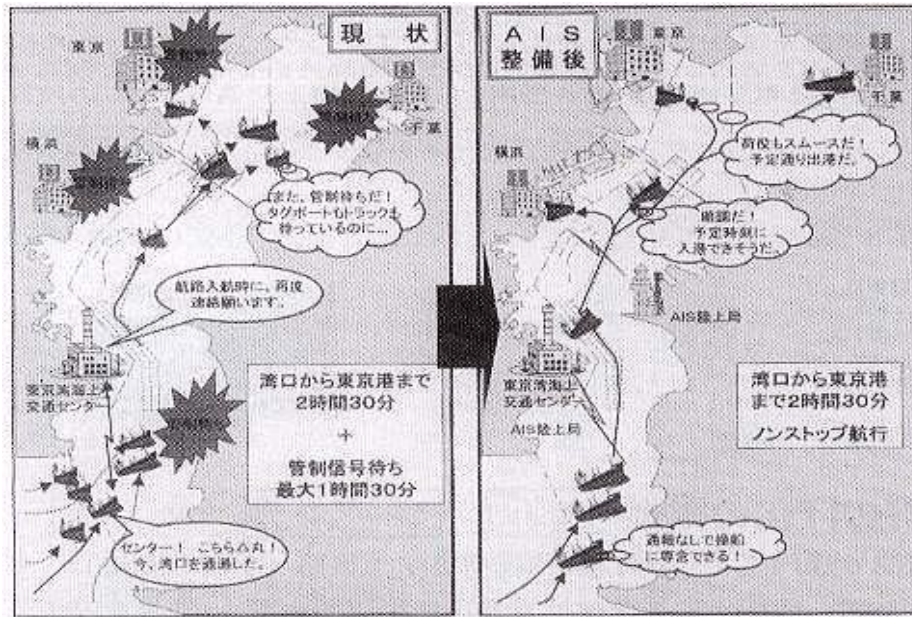 現状
東京
千葉
横浜
また、管制待ちだ!
タグボートもトラックも
待っているのに…
航路入航時に、再度
連絡願います。
東京湾海上
交通センター
湾口から東京港まで
2時間30分
+
管制信号待ち
最大1時間30分
センター! こちら△丸!
今、湾口を通過した。
AIS
整備後
東京
千葉
横浜
荷役もスムースだ!
予定通り出港だ。
順調だ!
予定時刻に
入港できそうだ。
AIS陸上局
東京湾海上
交通センター
AIS陸上局
湾口から東京港
まで2時間30分
ノンストップ航行
通報なしで操船
に専念できる!